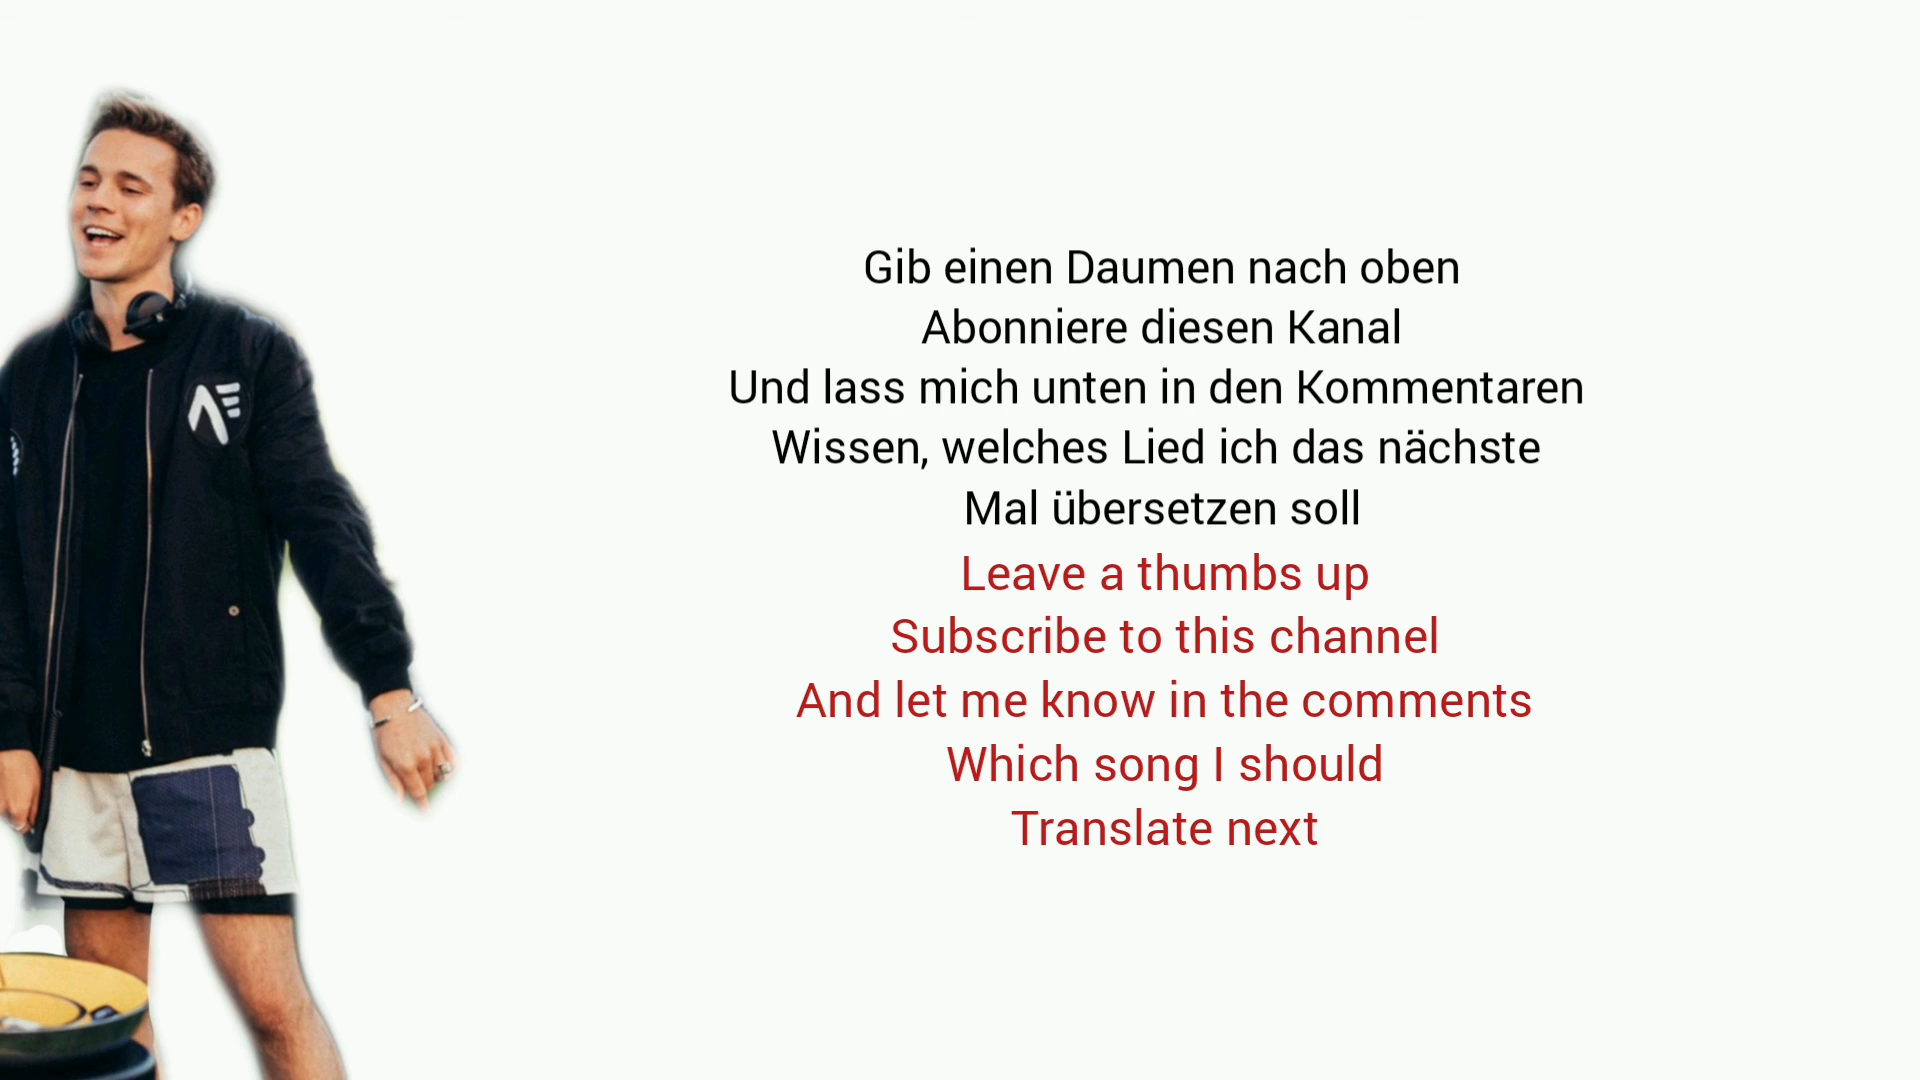 Gib einen Daumen nach oben
Abonniere diesen Kanal
Und lass mich unten in den Kommentaren
Wissen, welches Lied ich das nächste
Mal übersetzen soll
Leave a thumbs up
Subscribe to this channel
And let me know in the comments
Which song I should
Translate next